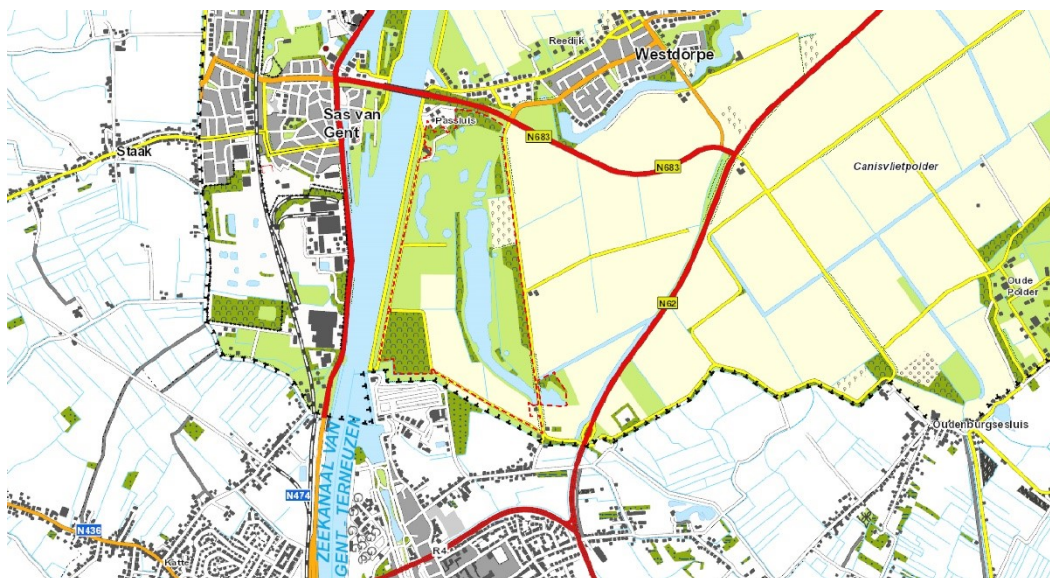 Reedijk
Westdorpe
Passluis
Sas van
Gent
N683
N683
Staak
Canisvlietpolder
Oude
Polder
N62
Oudenburgsesluis
ZEEKANAAL VAN
GENT - TERNEUZEN
N474
N436
Katte
R4